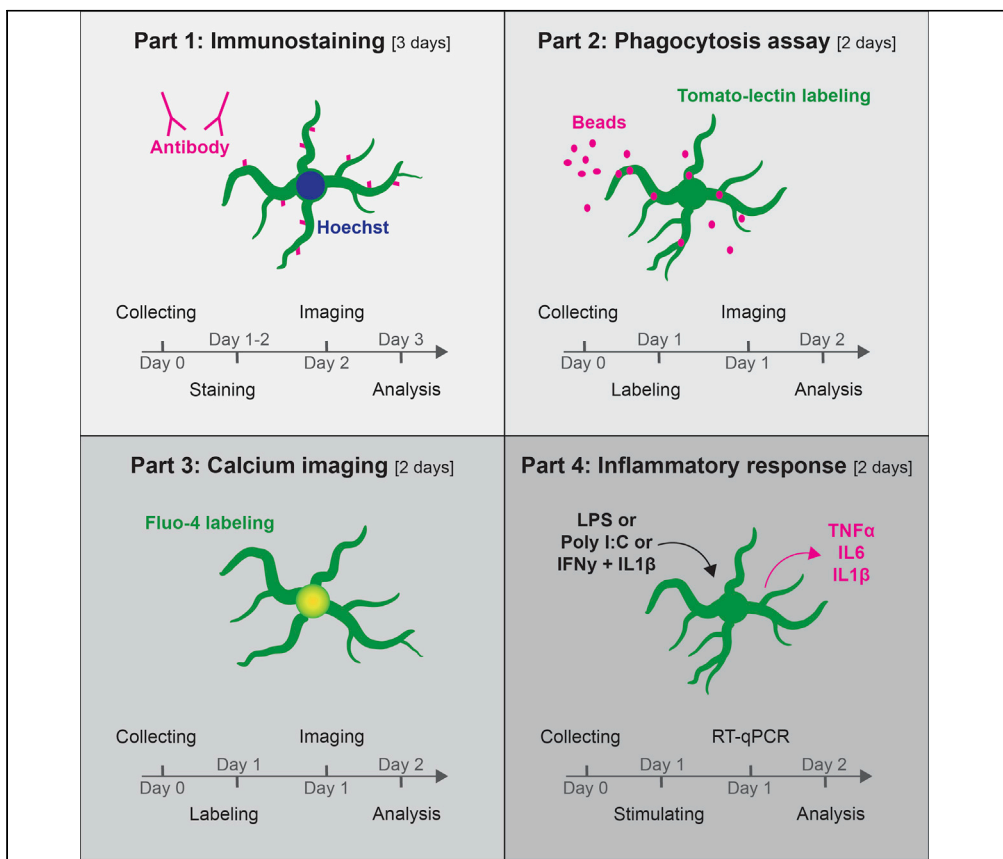 Part 1: Immunostaining [3 days]
Antibody
Hoechst
Collecting
Imaging
Day 1-2
Day 3
Day 0
Day 2
Staining
Analysis
Part 2: Phagocytosis assay [2 days]
Tomato-lectin labeling
Beads
Collecting
Imaging
Day 1
Day 2
Day 0
Day 1
Labeling
Analysis
Part 3: Calcium imaging [2 days]
Fluo-4 labeling
Collecting
Imaging
Day 1
Day 2
Day 0
Day 1
Labeling
Analysis
Part 4: Inflammatory response [2 days]
LPS or
Poly I:C or
IFNy + IL1β
TNFα
IL6
IL1β
Collecting
RT-qPCR
Day 1
Day 2
Day 0
Day 1
Stimulating
Analysis